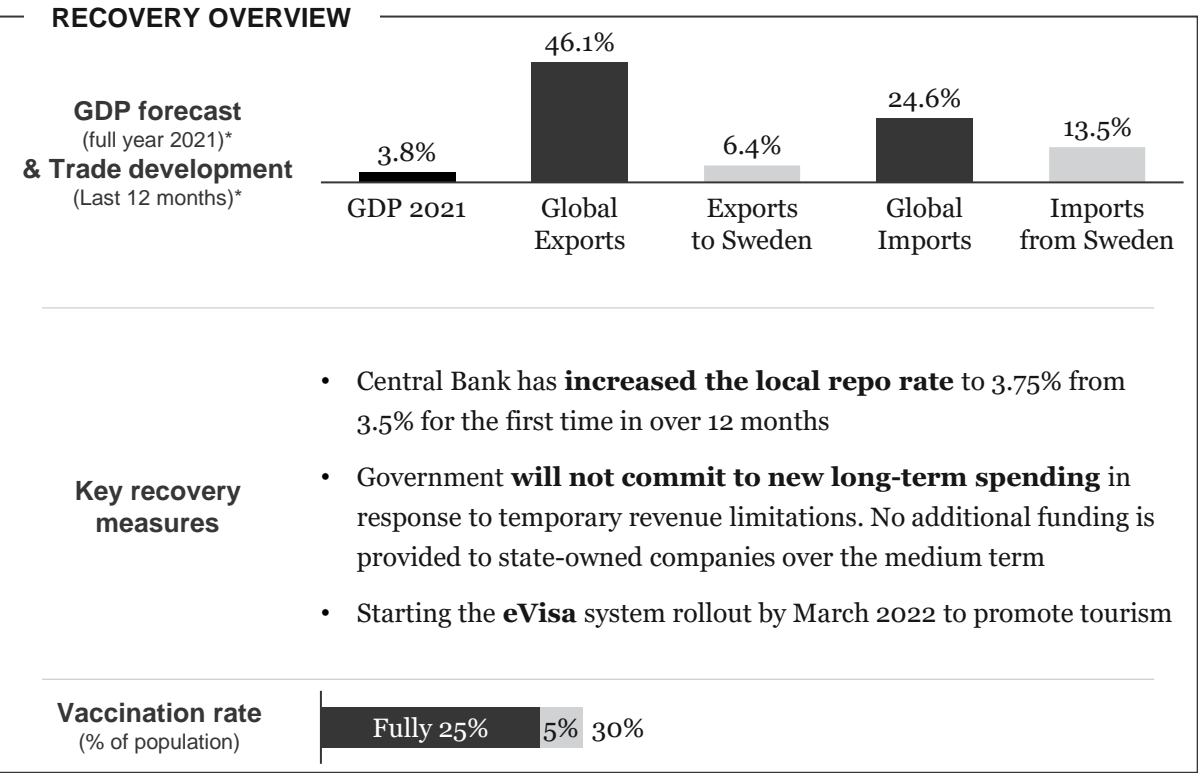 RECOVERY OVERVIEW
GDP forecast
(full year 2021)*
& Trade development
(Last 12 months)*
3.8%
46.1%
6.4%
24.6%
13.5%
GDP 2021
Global
Exports
Exports
to Sweden
Global
Imports
Imports
from Sweden
Key recovery
measures
• Central Bank has increased the local repo rate to 3.75% from
3.5% for the first time in over 12 months
• Government will not commit to new long-term spending in
response to temporary revenue limitations. No additional funding is
provided to state-owned companies over the medium term
• Starting the eVisa system rollout by March 2022 to promote tourism
Vaccination rate
(% of population)
Fully 25% 5% 30%